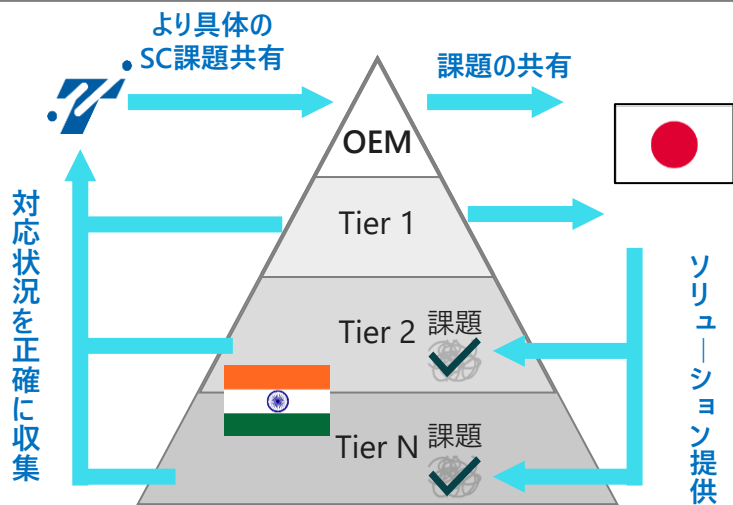 より具体の
SC課題共有
課題の共有
OEM
Tier 1
対応状況を正確に収集
ソリューション提供
Tier 2
課題
Tier N
課題